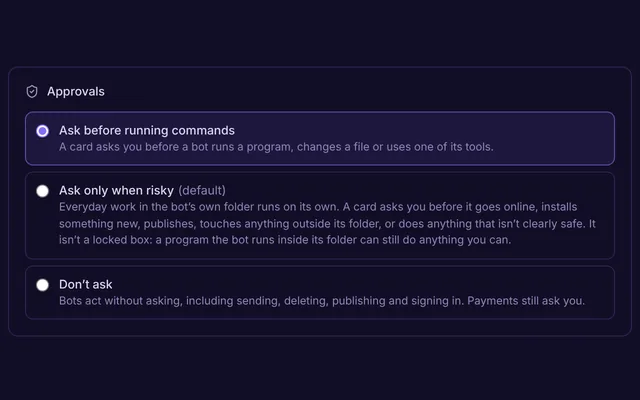 Approvals
Ask before running commands
A card asks you before a bot runs a program, changes a file or uses one of its tools.
Ask only when risky (default)
Everyday work in the bot’s own folder runs on its own. A card asks you before it goes online, installs
something new, publishes, touches anything outside its folder, or does anything that isn’t clearly safe. It
isn’t a locked box: a program the bot runs inside its folder can still do anything you can.
Don’t ask
Bots act without asking, including sending, deleting, publishing and signing in. Payments still ask you.